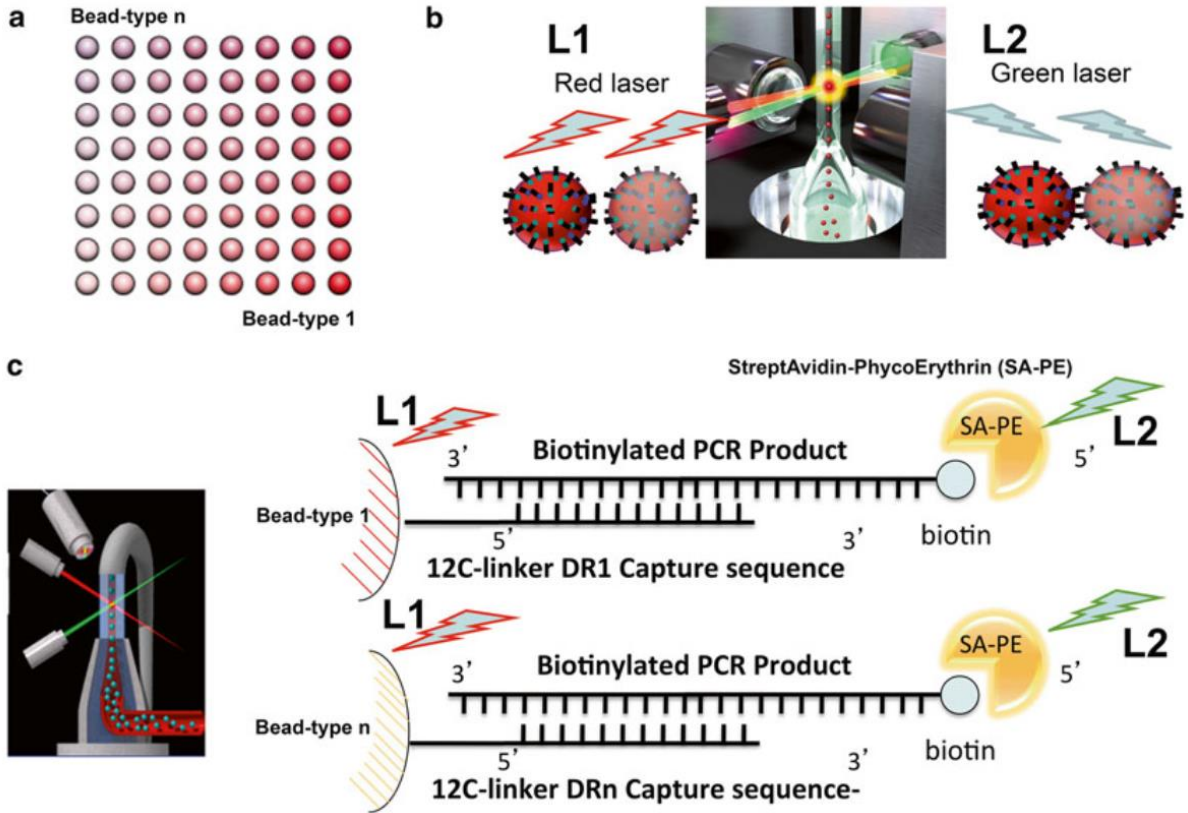 a
Bead-type n
Bead-type 1
b
L1
Red laser
L2
Green laser
c
StreptAvidin-PhycoErythrin (SA-PE)
L1
SA-PE
L2
3’
Biotinylated PCR Product
5’
Bead-type 1
5’
3’
biotin
12C-linker DR1 Capture sequence
L1
SA-PE
L2
3’
Biotinylated PCR Product
5’
Bead-type n
5’
3’
biotin
12C-linker DRn Capture sequence-